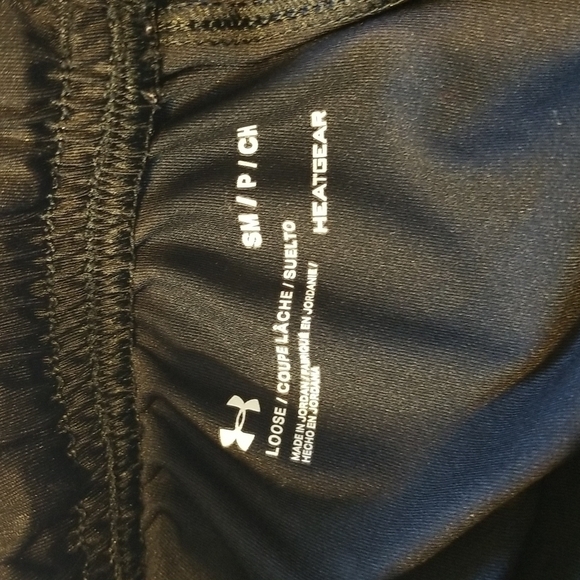 SM / P / CH
HEATGEAR
LOOSE / COUPE LÂCHE / SUELTO
MADE IN JORDAN / FABRIQUÉ EN JORDANIE /
HECHO EN JORDANIA